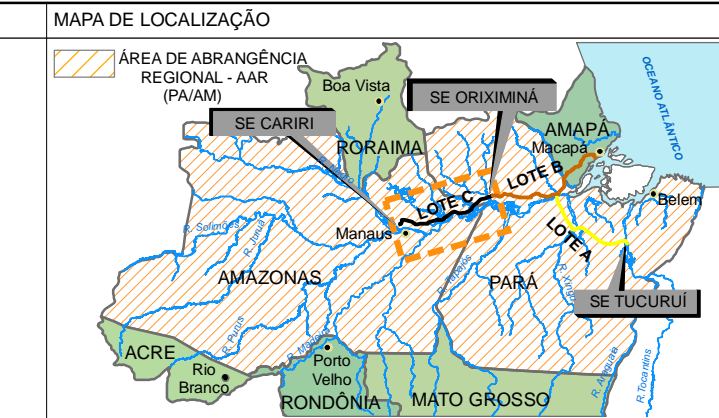 MAPA DE LOCALIZAÇÃO
ÁREA DE ABRANGÊNCIA
REGIONAL - AAR
(PA/AM)
Boa Vista
SE ORIXIMINÁ
OCEANO ATLÂNTICO
SE CARIRI
RORAIMA
AMAPÁ
Macapá
LOTE B
LOTE C
Belem
R. Solimões
R. Juruá
Manaus
LOTE A
AMAZONAS
R. Tapajós
PARÁ
R. Xingu
SE TUCURUÍ
R. Purus
R. Madeira
ACRE
Rio
Branco
Porto
Velho
RONDÔNIA
MATO GROSSO
R. Araguaia
R.Tocantins